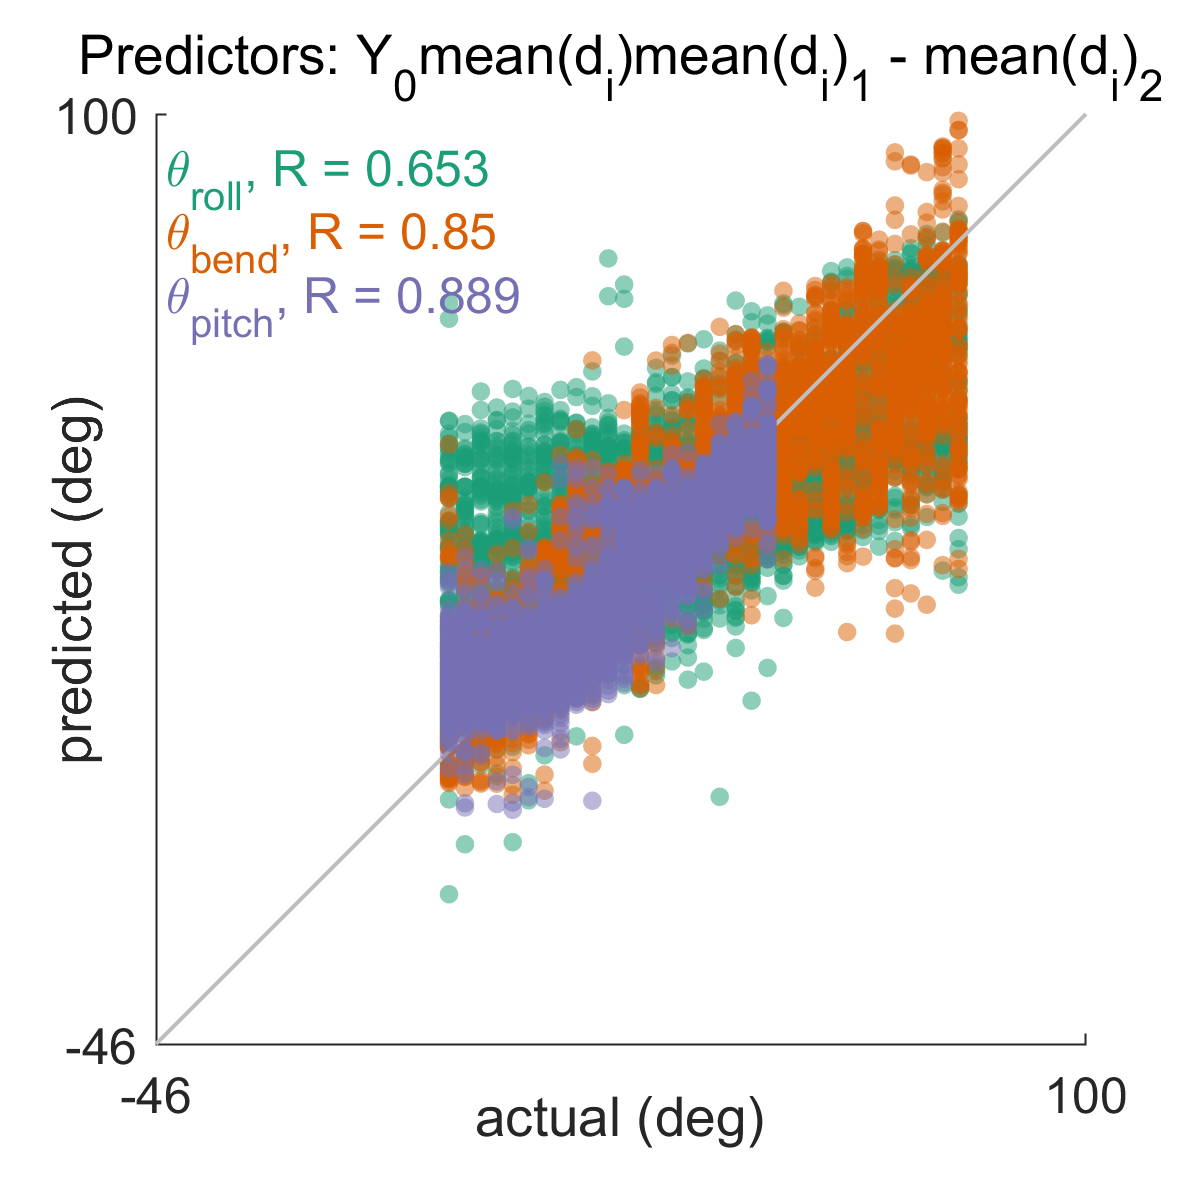 Predictors: Y₀mean(dᵢ)mean(dᵢ)₁ - mean(dᵢ)₂
100
θroll, R = 0.653
θbend, R = 0.85
θpitch, R = 0.889
predicted (deg)
-46
-46
100
actual (deg)